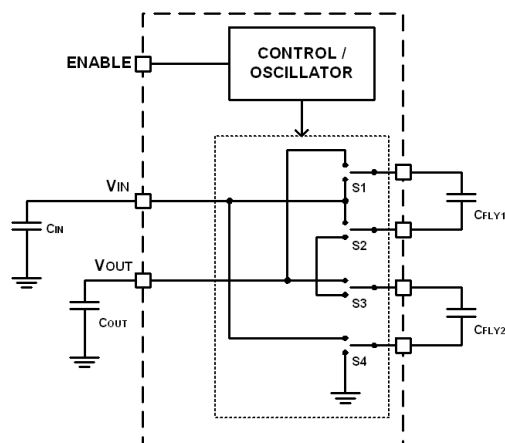 CONTROL /
OSCILLATOR
ENABLE
S1
VIN
CFLY1
CIN
S2
VOUT
S3
COUT
CFLY2
S4